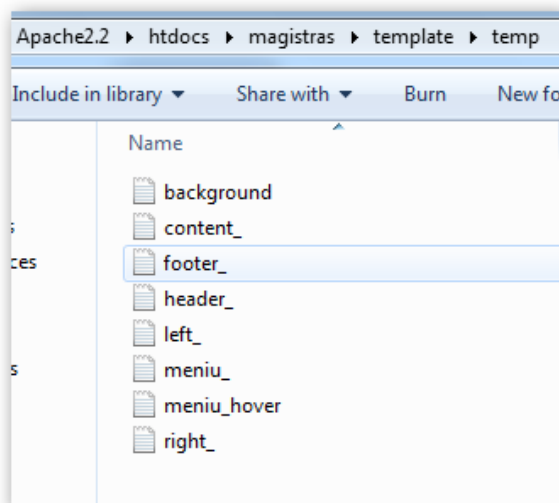 Apache2.2 ▸ htdocs ▸ magistras ▸ template ▸ temp
Include in library ▼ Share with ▼ Burn New fo
Name
background
content_
ces
footer_
header_
left_
s
meniu_
meniu_hover
right_